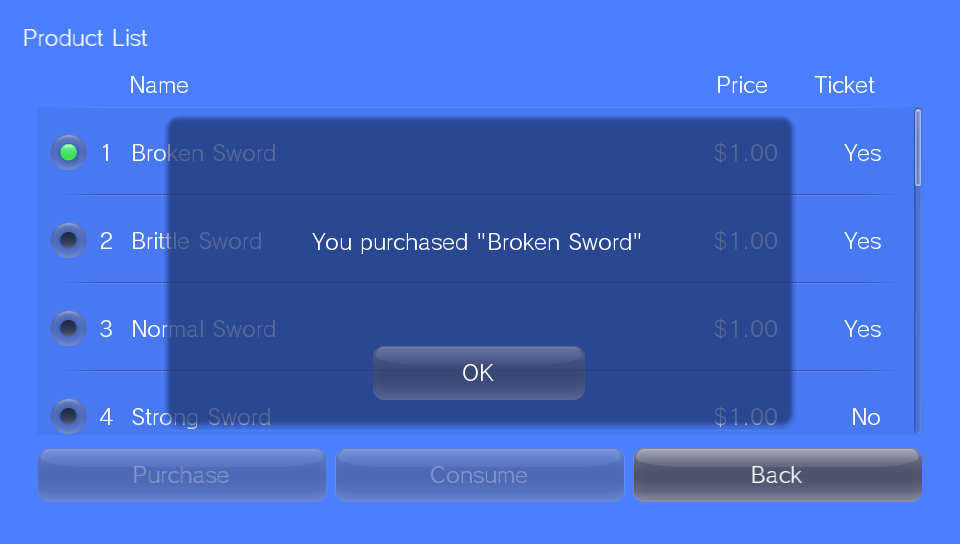 Product List
Name Price Ticket
1 Broken Sword $1.00 Yes
2 Brittle Sword $1.00 Yes
You purchased "Broken Sword"
3 Normal Sword $1.00 Yes
OK
4 Strong Sword $1.00 No
Purchase Consume Back